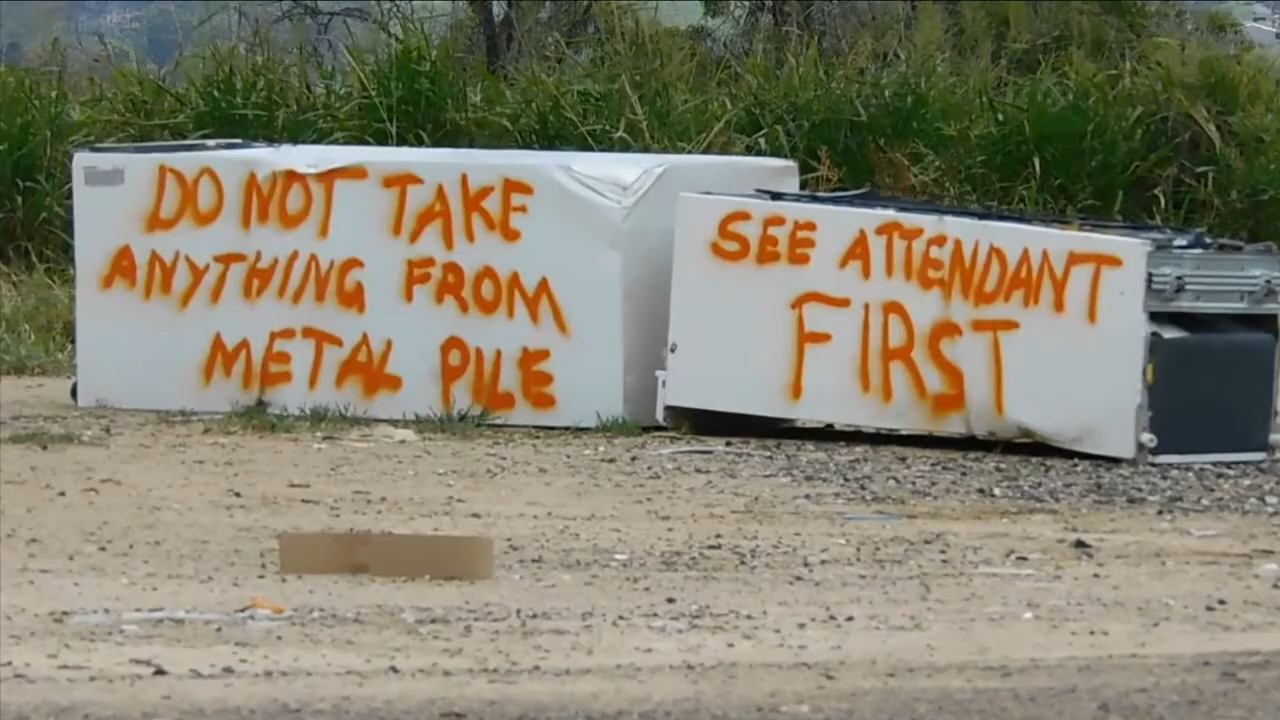 DO NOT TAKE
ANYTHING FROM
METAL PILE
SEE ATTENDANT
FIRST